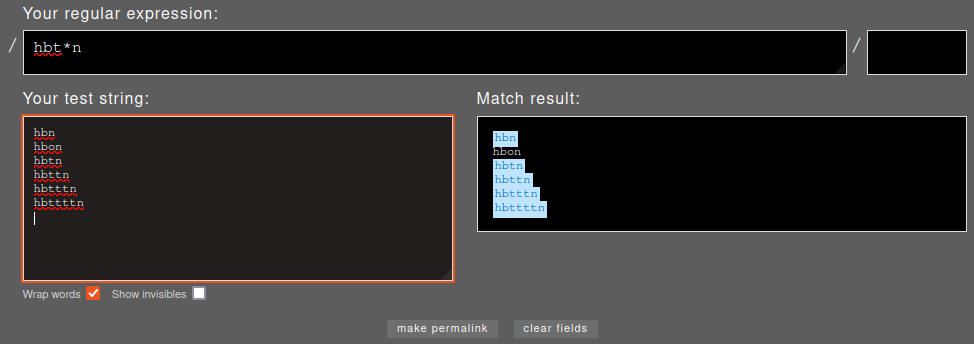 Your regular expression:
/ hbt*n /
Your test string:
hbn
hbon
hbtn
hbttn
hbtttn
hbttttn
Match result:
hbn
hbon
hbtn
hbttn
hbtttn
hbttttn
Wrap words Show invisibles
make permalink clear fields